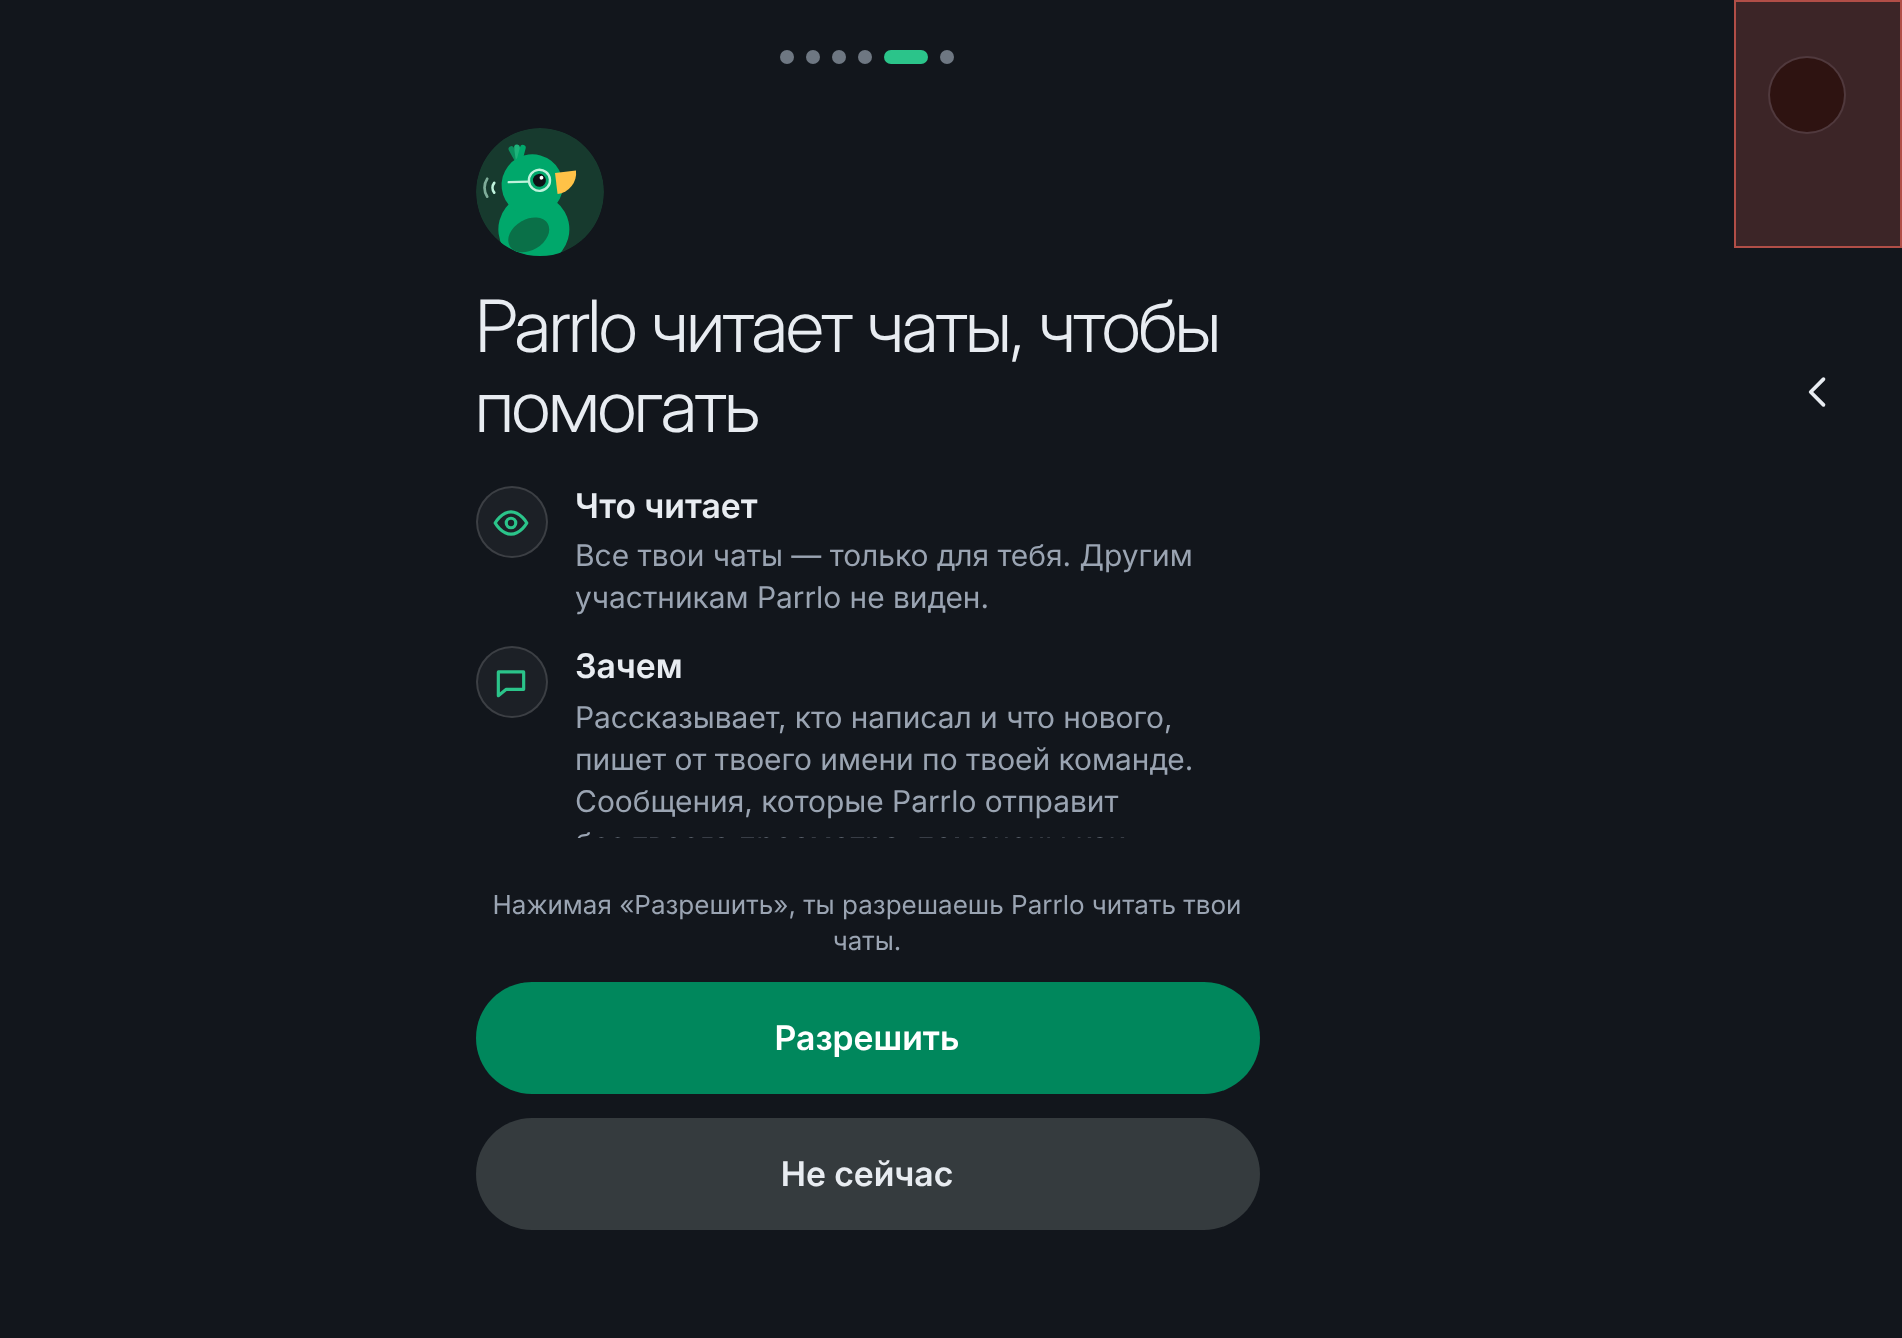 Parrlo читает чаты, чтобы
помогать
Что читает
Все твои чаты — только для тебя. Другим
участникам Parrlo не виден.
Зачем
Рассказывает, кто написал и что нового,
пишет от твоего имени по твоей команде.
Сообщения, которые Parrlo отправит
Нажимая «Разрешить», ты разрешаешь Parrlo читать твои
чаты.
Разрешить
Не сейчас